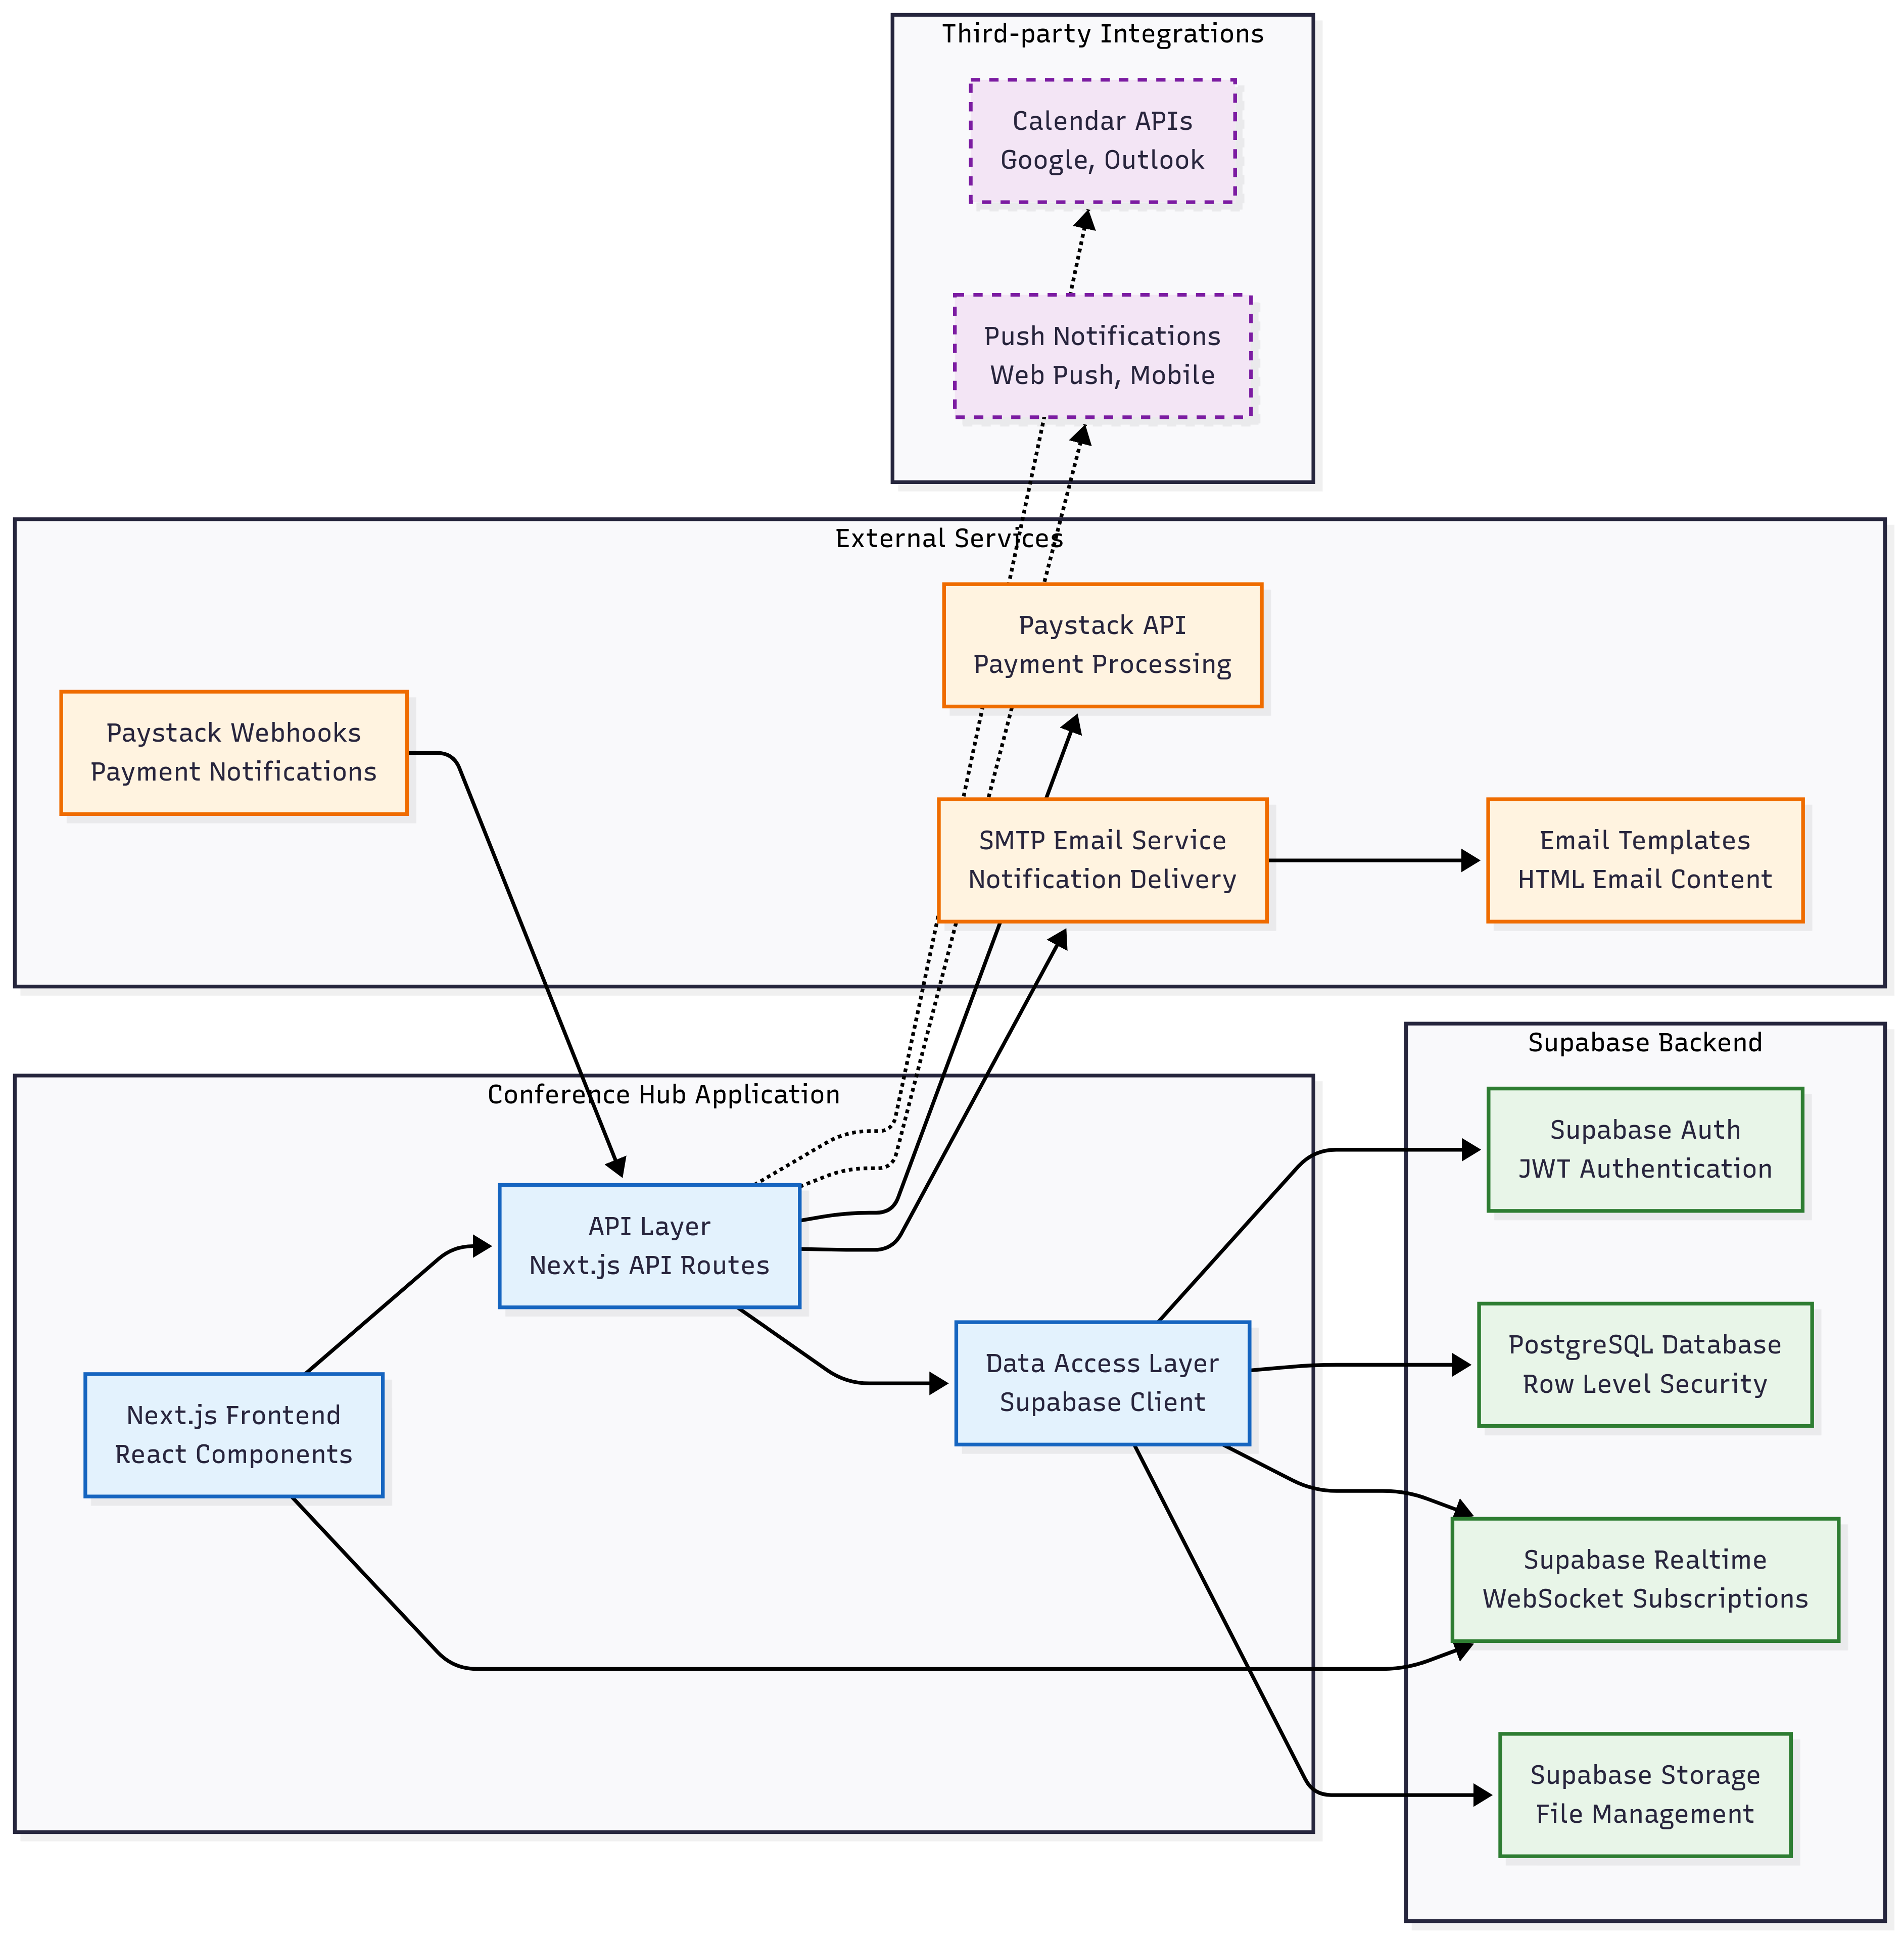 Third-party Integrations
Calendar APIs
Google, Outlook
Push Notifications
Web Push, Mobile
External Services
Paystack API
Payment Processing
Paystack Webhooks
Payment Notifications
SMTP Email Service
Notification Delivery
Email Templates
HTML Email Content
Conference Hub Application
API Layer
Next.js API Routes
Next.js Frontend
React Components
Data Access Layer
Supabase Client
Supabase Backend
Supabase Auth
JWT Authentication
PostgreSQL Database
Row Level Security
Supabase Realtime
WebSocket Subscriptions
Supabase Storage
File Management